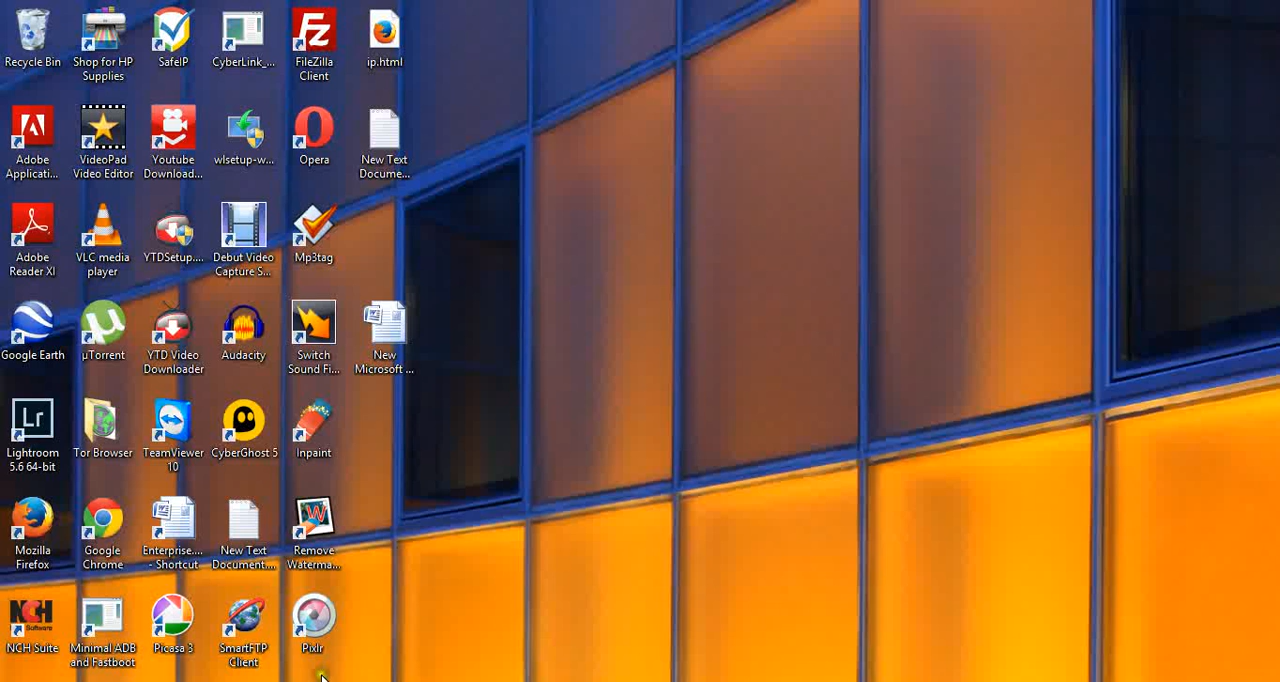 Recycle Bin
Shop for HP
Supplies
SafeIP
CyberLink_...
FileZilla
Client
ip.html
Adobe
Applicati...
VideoPad
Video Editor
Youtube
Download...
wlsetup-w...
Opera
New Text
Docume...
Adobe
Reader XI
VLC media
player
YTDSetup....
Debut Video
Capture S...
Mp3tag
Google Earth
µTorrent
YTD Video
Downloader
Audacity
Switch
Sound Fi...
New
Microsoft ...
Lr
Lightroom
5.6 64-bit
Tor Browser
TeamViewer
10
CyberGhost 5
Inpaint
Mozilla
Firefox
Google
Chrome
Enterprise....
- Shortcut
New Text
Document....
W
Remove
Waterma...
NCH
Software
NCH Suite
Minimal ADB
and Fastboot
Picasa 3
SmartFTP
Client
Pixlr
Fz